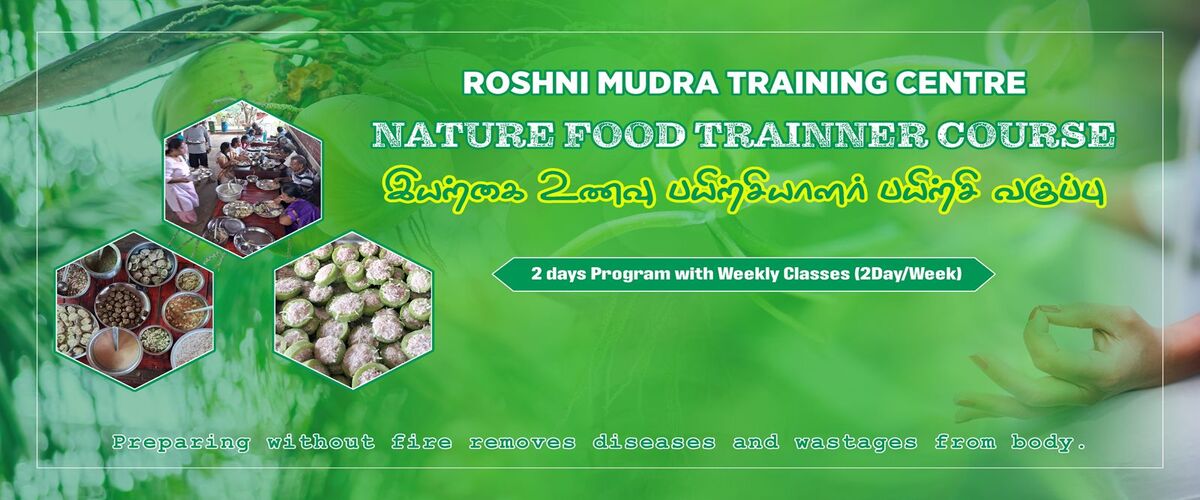 ROSHNI MUDRA TRAINING CENTRE
NATURE FOOD TRAINNER COURSE
இயற்கை உணவு பயிற்சியாளர் பயிற்சி வகுப்பு
2 days Program with Weekly Classes (2Day/Week)
Preparing without fire removes diseases and wastages from body.